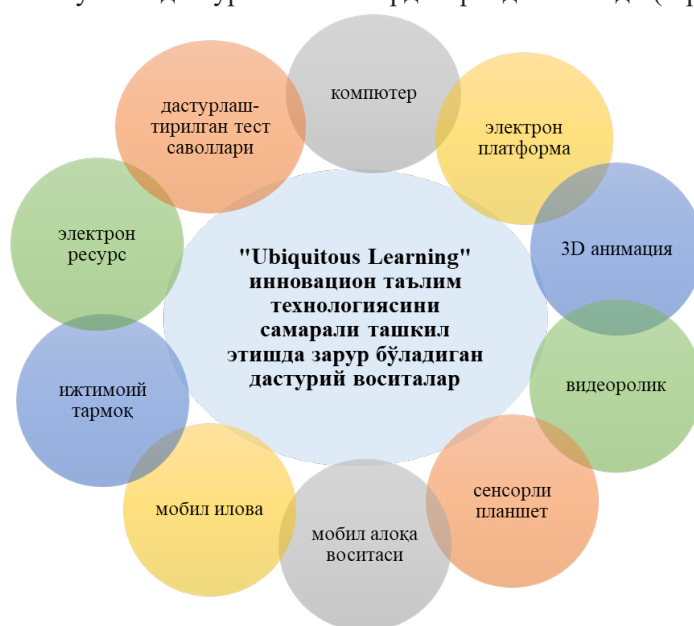 компютер
электрон
платформа
3D анимация
видеоролик
сенсорли
планшет
мобил алоқа
воситаси
мобил илова
ижтимоий
тармоқ
электрон
ресурс
дастурлаш-
тирилган тест
саволлари
"Ubiquitous Learning"
инновацион таълим
технологиясини
самарали ташкил
этишда зарур бўладиган
дастурий воситалар